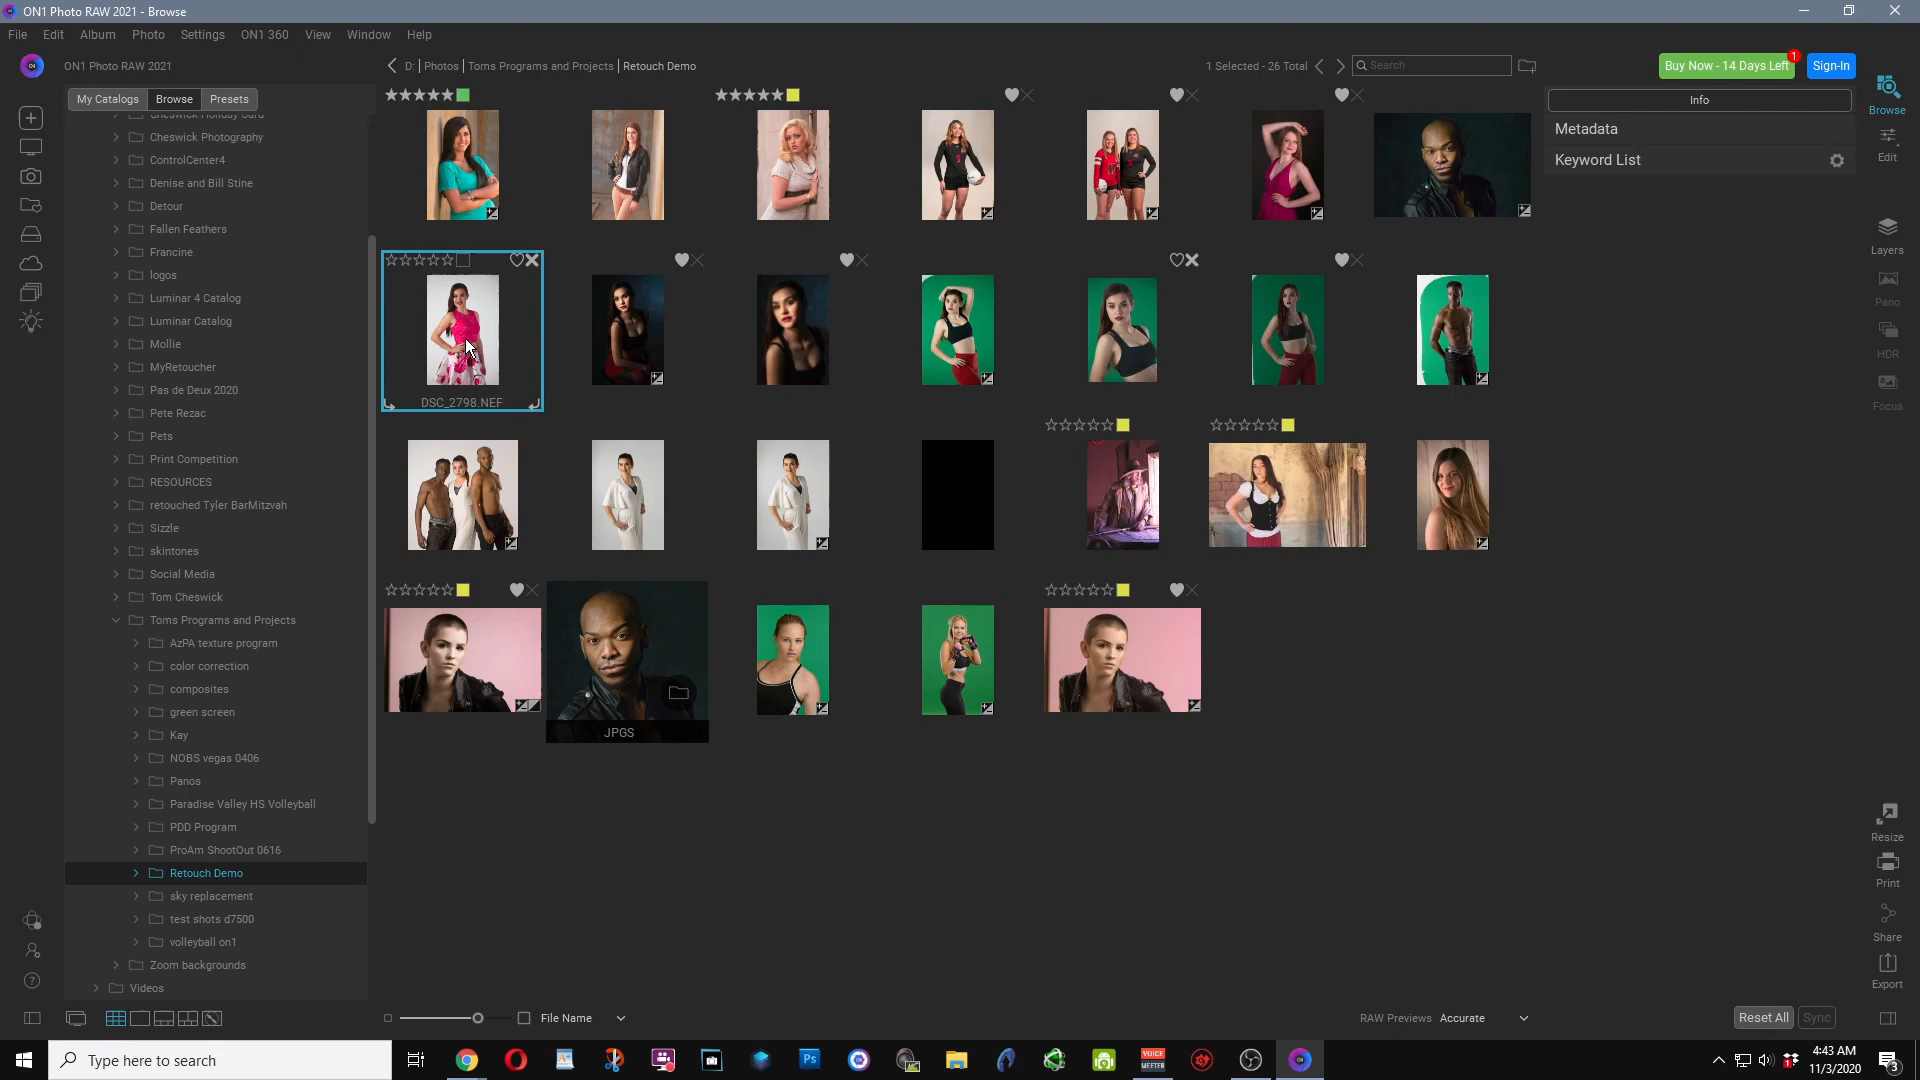 ON1 Photo RAW 2021 - Browse
File Edit Album Photo Settings ON1 360 View Window Help
ON1 Photo RAW 2021
D: Photos Toms Programs and Projects Retouch Demo
1 Selected - 26 Total
Search
Buy Now - 14 Days Left
1
Sign-In
My Catalogs Browse Presets
Info
Metadata
Keyword List
Browse
Edit
Layers
Pano
HDR
Focus
Resize
Print
Share
Export
Cheswick Holiday Card
Cheswick Photography
ControlCenter4
Denise and Bill Stine
Detour
Fallen Feathers
Francine
logos
Luminar 4 Catalog
Luminar Catalog
Mollie
MyRetoucher
Pas de Deux 2020
Pete Rezac
Pets
Print Competition
RESOURCES
retouched Tyler BarMitzvah
Sizzle
skintones
Social Media
Tom Cheswick
Toms Programs and Projects
AzPA texture program
color correction
composites
green screen
Kay
NOBS vegas 0406
Panos
Paradise Valley HS Volleyball
PDD Program
ProAm ShootOut 0616
Retouch Demo
sky replacement
test shots d7500
volleyball on1
Zoom backgrounds
Videos
DSC_2798.NEF
JPGS
File Name
RAW Previews Accurate
Reset All Sync
Type here to search
Ps
VOICE
MEETER
4:43 AM
11/3/2020
3